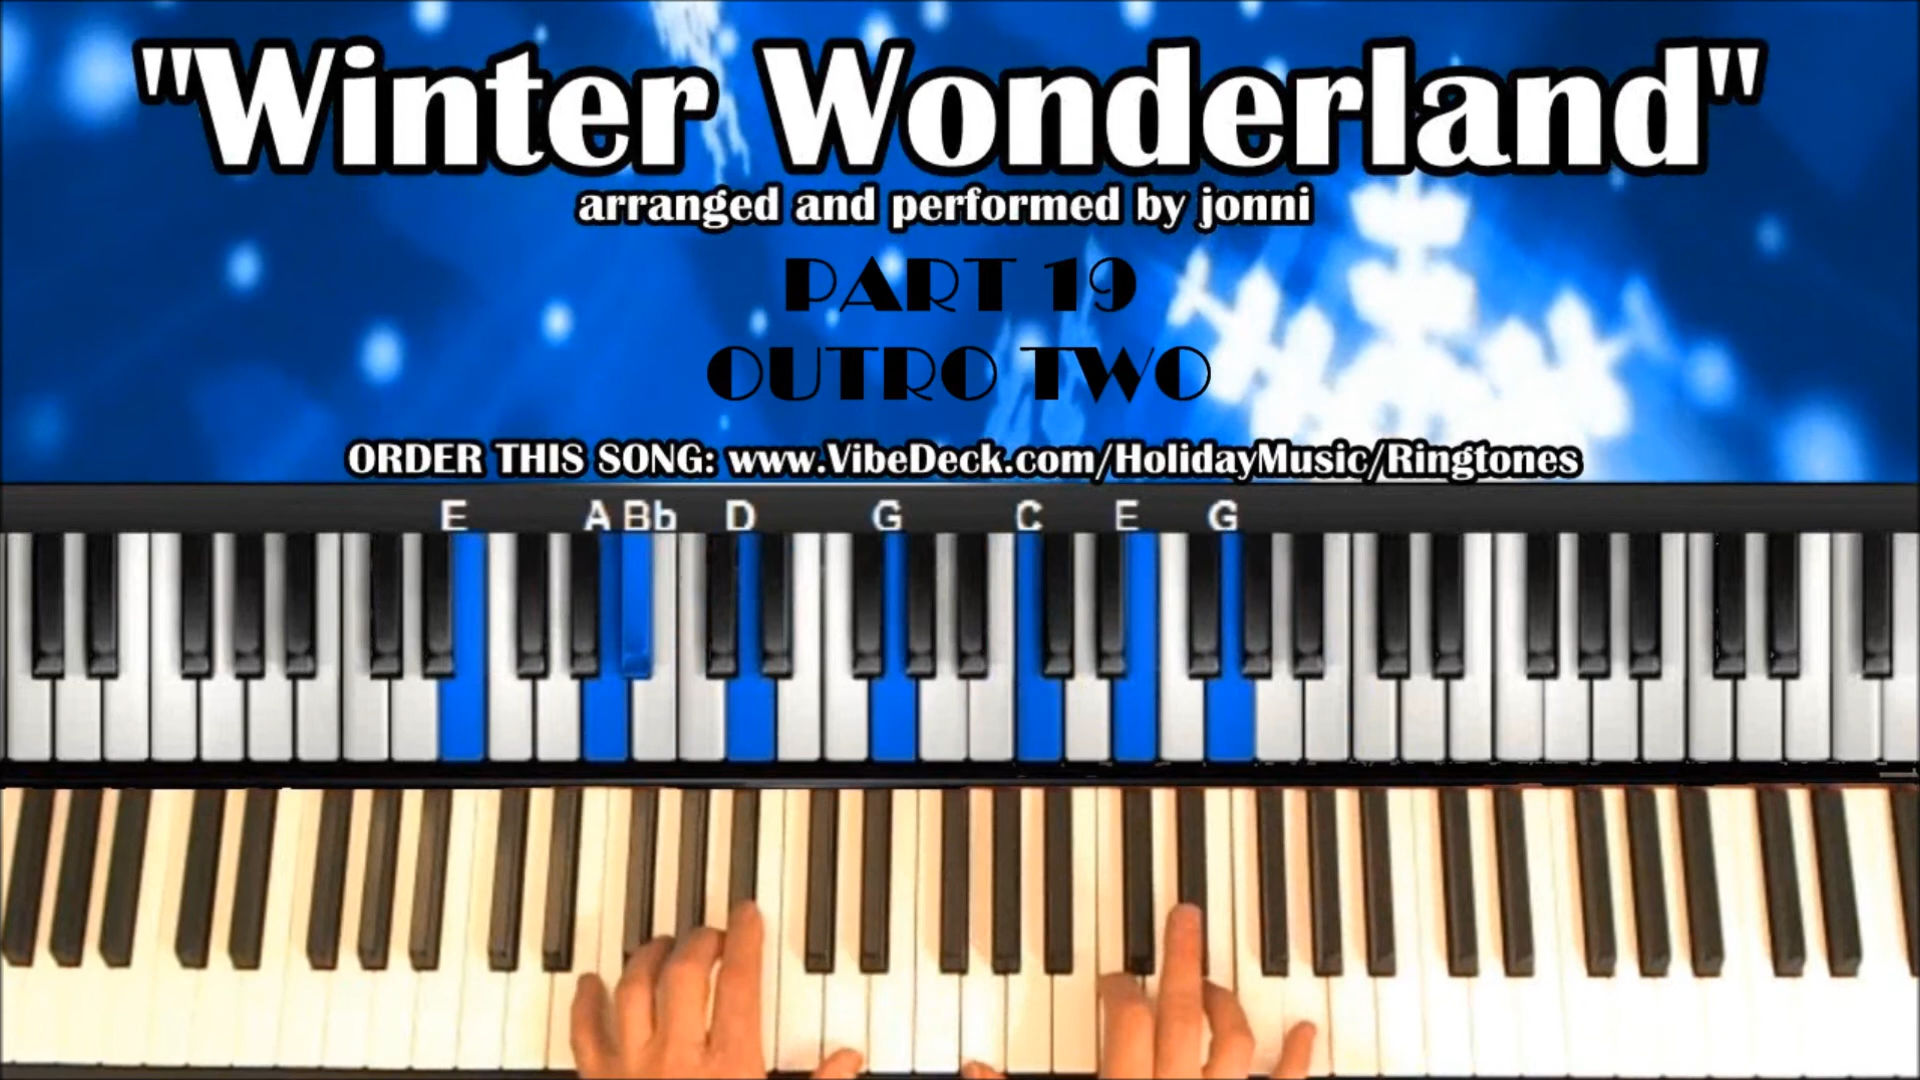 "Winter Wonderland"
arranged and performed by jonni
PART 19
OUTRO TWO
ORDER THIS SONG: www.VibeDeck.com/HolidayMusic/Ringtones
E A Bb D G C E G